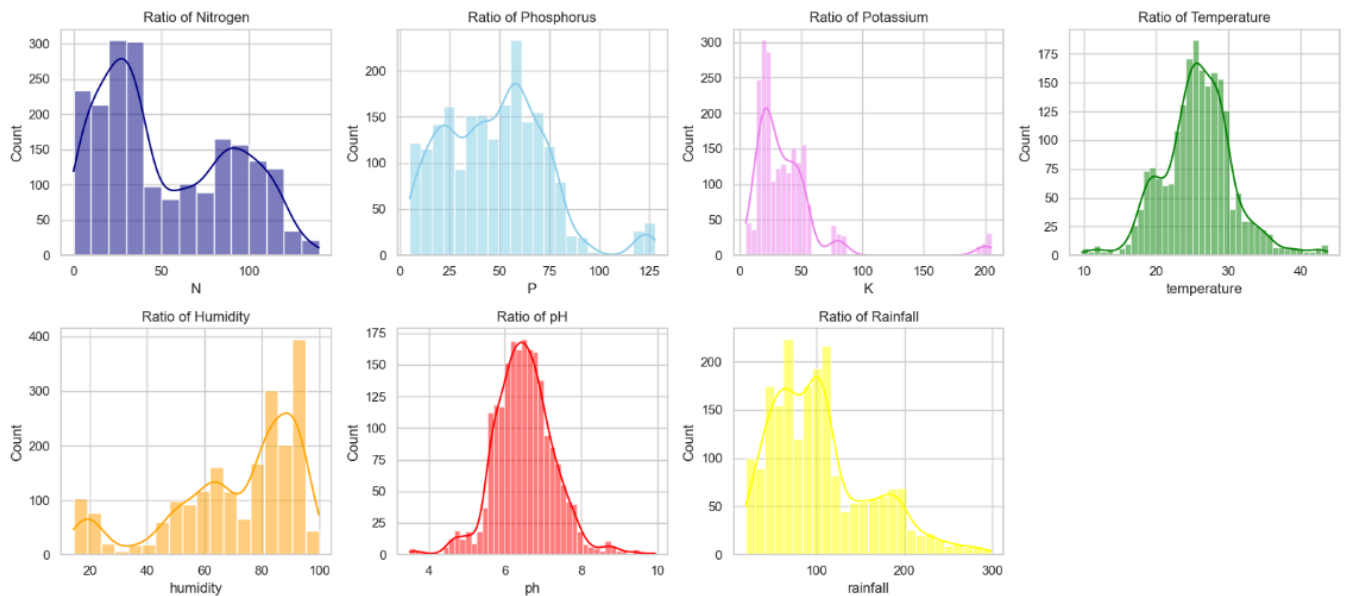 Ratio of Nitrogen
Count
300
250
200
150
100
50
0
0 50 100
N
Ratio of Phosphorus
Count
200
150
100
50
0
0 25 50 75 100 125
P
Ratio of Potassium
Count
300
250
200
150
100
50
0
0 50 100 150 200
K
Ratio of Temperature
Count
175
150
125
100
75
50
25
0
10 20 30 40
temperature
Ratio of Humidity
Count
400
300
200
100
0
20 40 60 80 100
humidity
Ratio of pH
Count
175
150
125
100
75
50
25
0
4 6 8 10
ph
Ratio of Rainfall
Count
200
150
100
50
0
100 200 300
rainfall